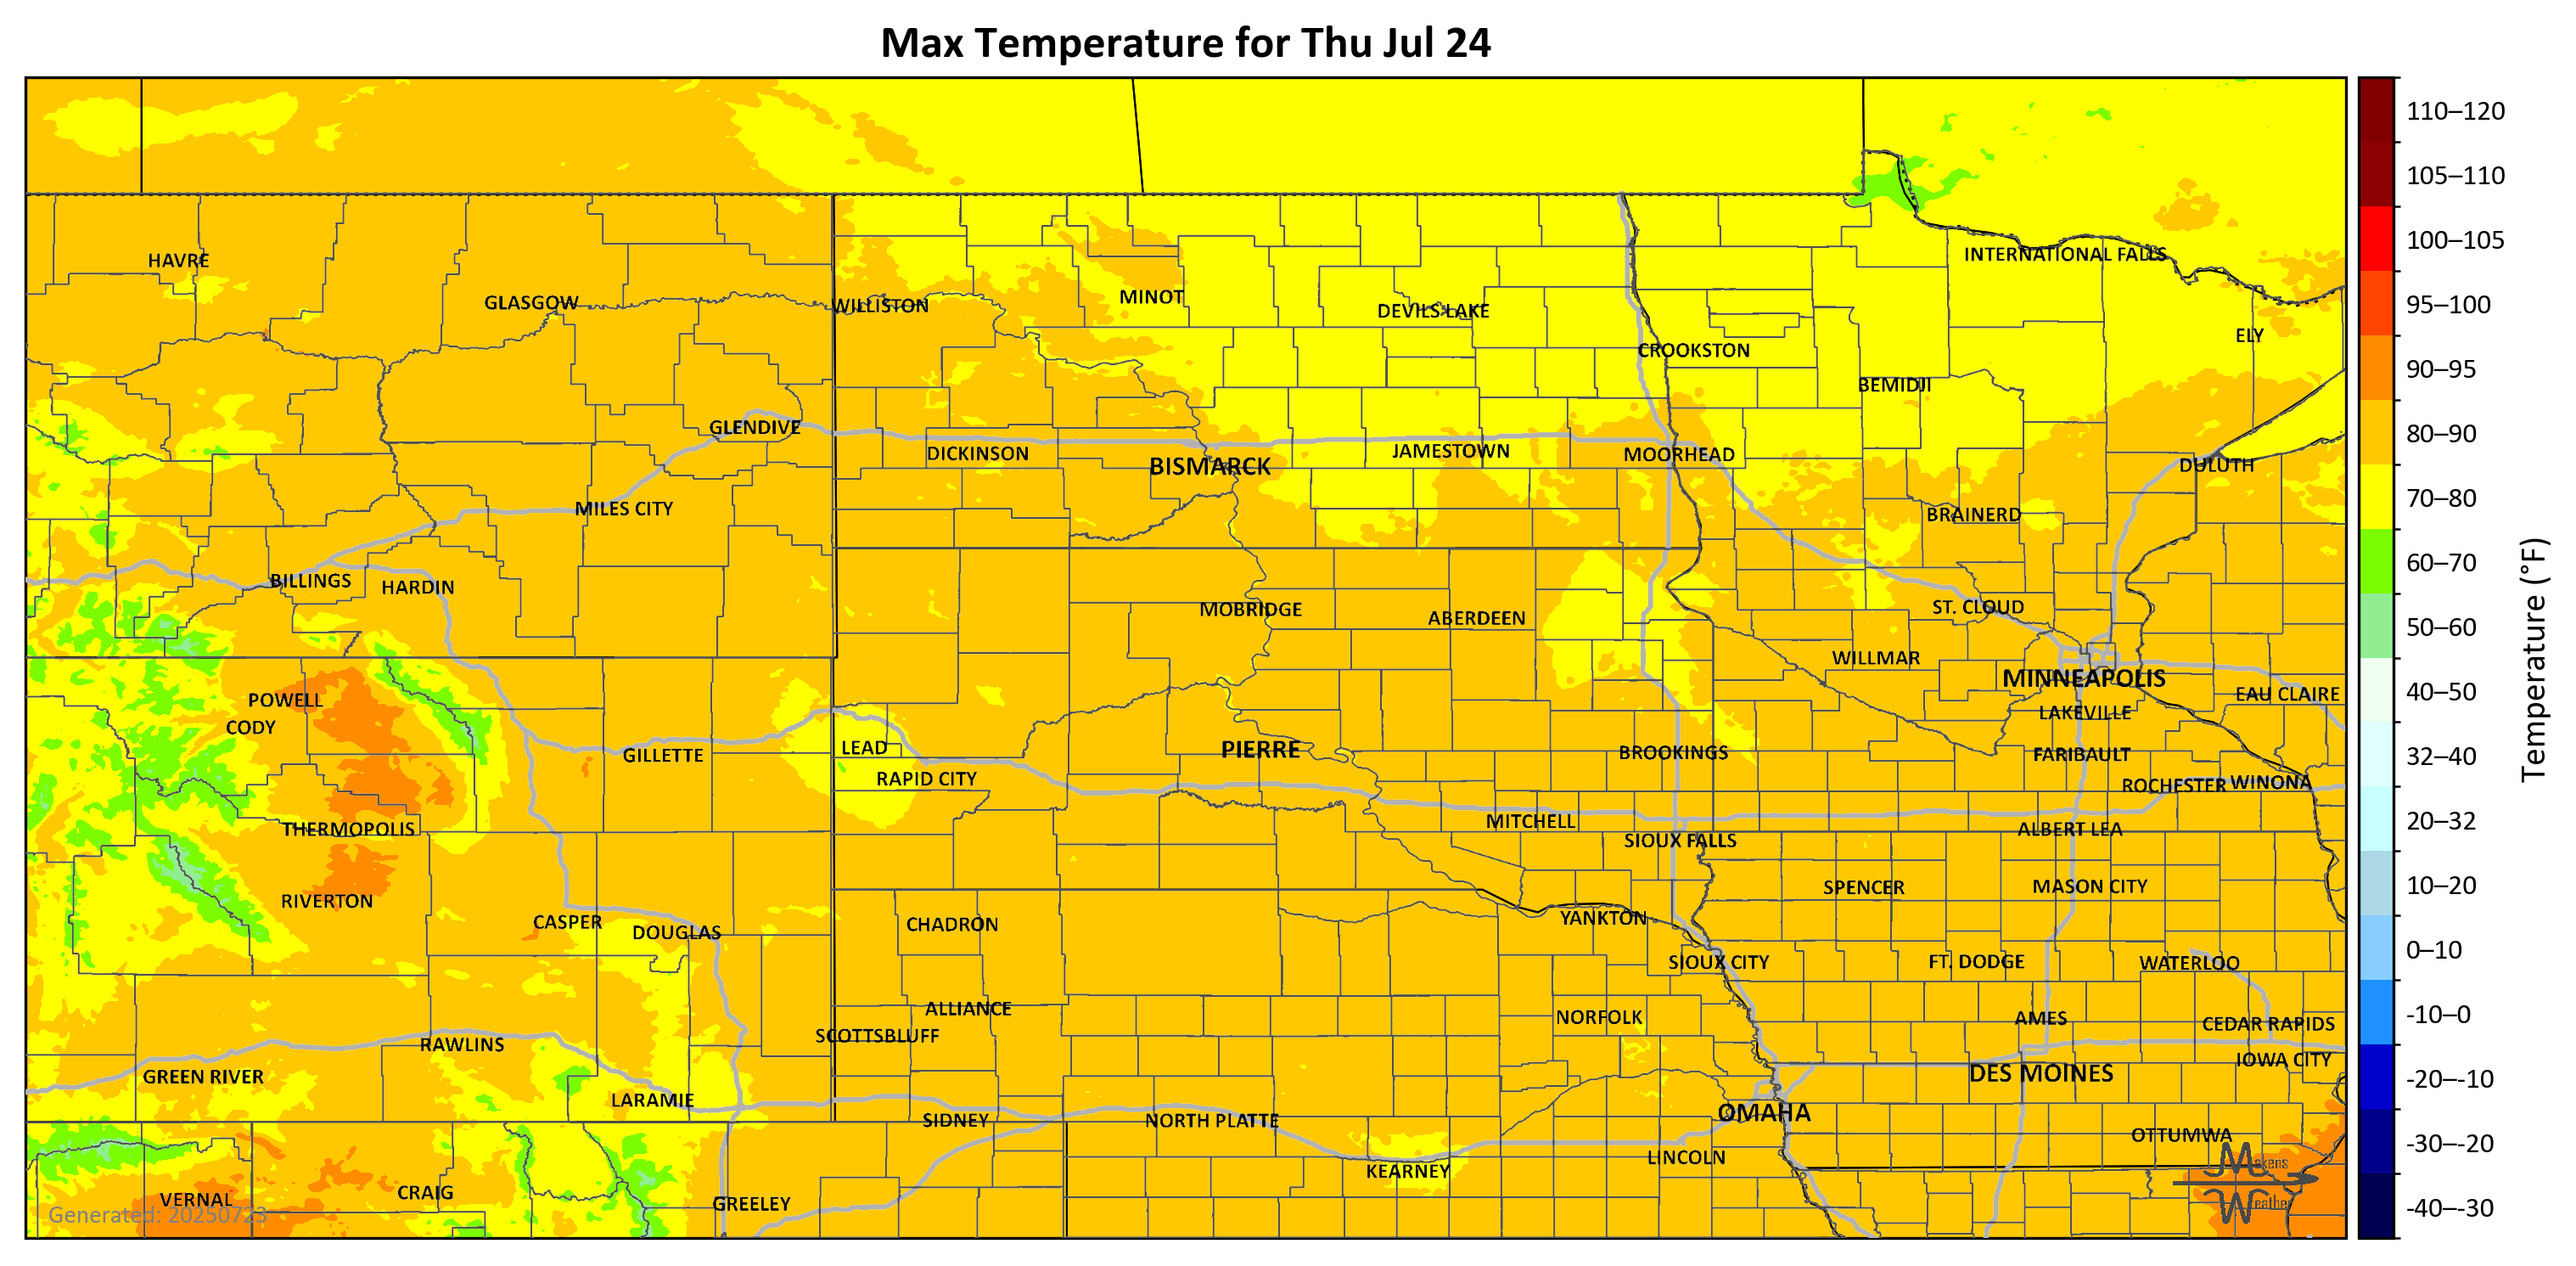 Max Temperature for Thu Jul 24
110–120
105–110
100–105
95–100
90–95
80–90
70–80
60–70
50–60
40–50
32–40
20–32
10–20
0–10
-10–0
-20–-10
-30–-20
-40–-30
Temperature (°F)
HAVRE
INTERNATIONAL FALLS
GLASGOW
WILLISTON
MINOT
DEVILS LAKE
ELY
CROOKSTON
BEMIDJI
GLENDIVE
DICKINSON
BISMARCK
JAMESTOWN
MOORHEAD
DULUTH
MILES CITY
BRAINERD
BILLINGS
HARDIN
MOBRIDGE
ABERDEEN
ST. CLOUD
WILLMAR
MINNEAPOLIS
EAU CLAIRE
POWELL
CODY
LAKEVILLE
GILLETTE
LEAD
PIERRE
BROOKINGS
FARIBAULT
RAPID CITY
ROCHESTER
WINONA
THERMOPOLIS
MITCHELL
SIOUX FALLS
ALBERT LEA
RIVERTON
SPENCER
MASON CITY
CASPER
DOUGLAS
CHADRON
YANKTON
SIOUX CITY
FT. DODGE
WATERLOO
ALLIANCE
NORFOLK
AMES
CEDAR RAPIDS
SCOTTSBLUFF
RAWLINS
IOWA CITY
GREEN RIVER
DES MOINES
LARAMIE
SIDNEY
NORTH PLATTE
OMAHA
OTTUMWA
KEARNEY
LINCOLN
VERNAL
CRAIG
GREELEY
Makens
Weather
Generated: 20250723